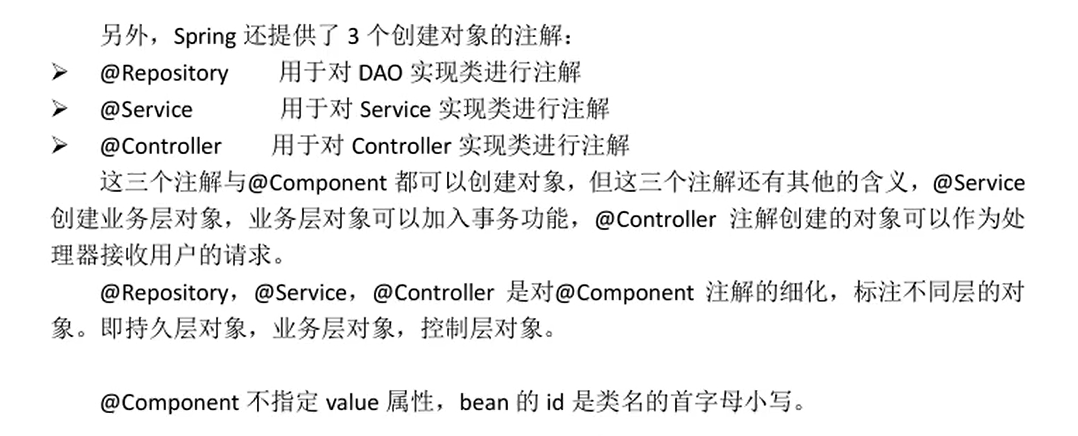 另外，Spring 还提供了 3 个创建对象的注解：
➢ @Repository 用于对 DAO 实现类进行注解
➢ @Service 用于对 Service 实现类进行注解
➢ @Controller 用于对 Controller 实现类进行注解
这三个注解与@Component 都可以创建对象，但这三个注解还有其他的含义，@Service
创建业务层对象，业务层对象可以加入事务功能，@Controller 注解创建的对象可以作为处
理器接收用户的请求。
@Repository，@Service，@Controller 是对@Component 注解的细化，标注不同层的对
象。即持久层对象，业务层对象，控制层对象。
@Component 不指定 value 属性，bean 的 id 是类名的首字母小写。